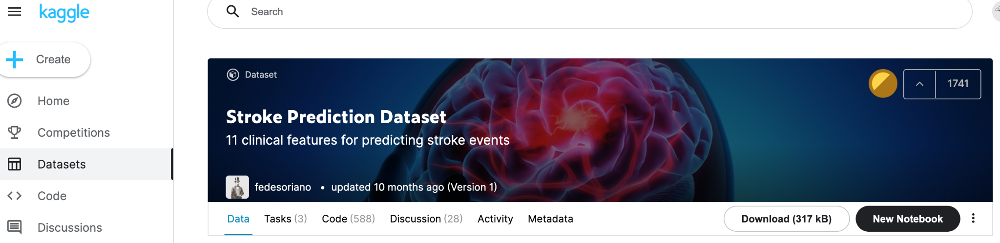 kaggle
Search
Create
Home
Competitions
Datasets
Code
Discussions
Dataset
1741
Stroke Prediction Dataset
11 clinical features for predicting stroke events
fedesoriano • updated 10 months ago (Version 1)
Data Tasks (3) Code (588) Discussion (28) Activity Metadata Download (317 kB) New Notebook